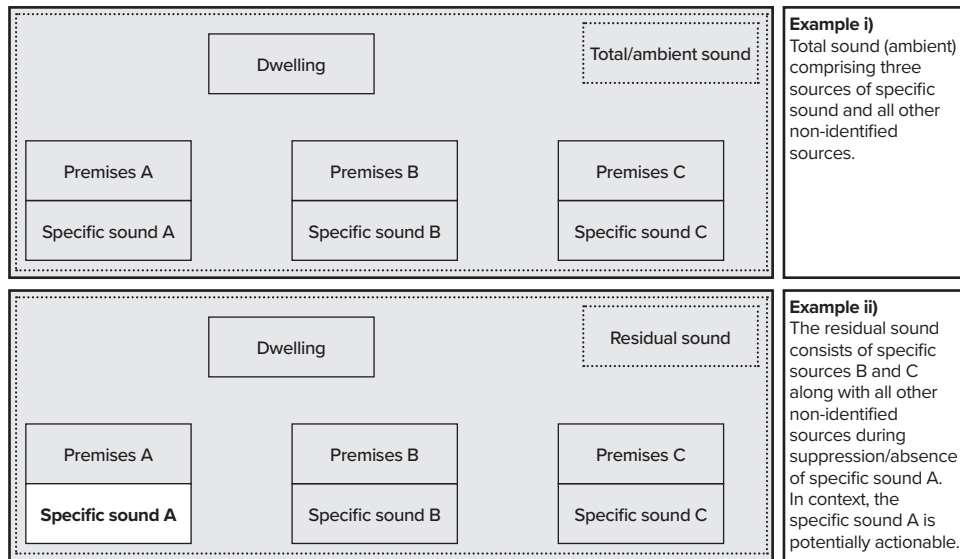 Dwelling
Total/ambient sound
Premises A
Premises B
Premises C
Specific sound A
Specific sound B
Specific sound C
Example i)
Total sound (ambient)
comprising three
sources of specific
sound and all other
non-identified
sources.
Dwelling
Residual sound
Premises A
Premises B
Premises C
Specific sound A
Specific sound B
Specific sound C
Example ii)
The residual sound
consists of specific
sources B and C
along with all other
non-identified
sources during
suppression/absence
of specific sound A.
In context, the
specific sound A is
potentially actionable.